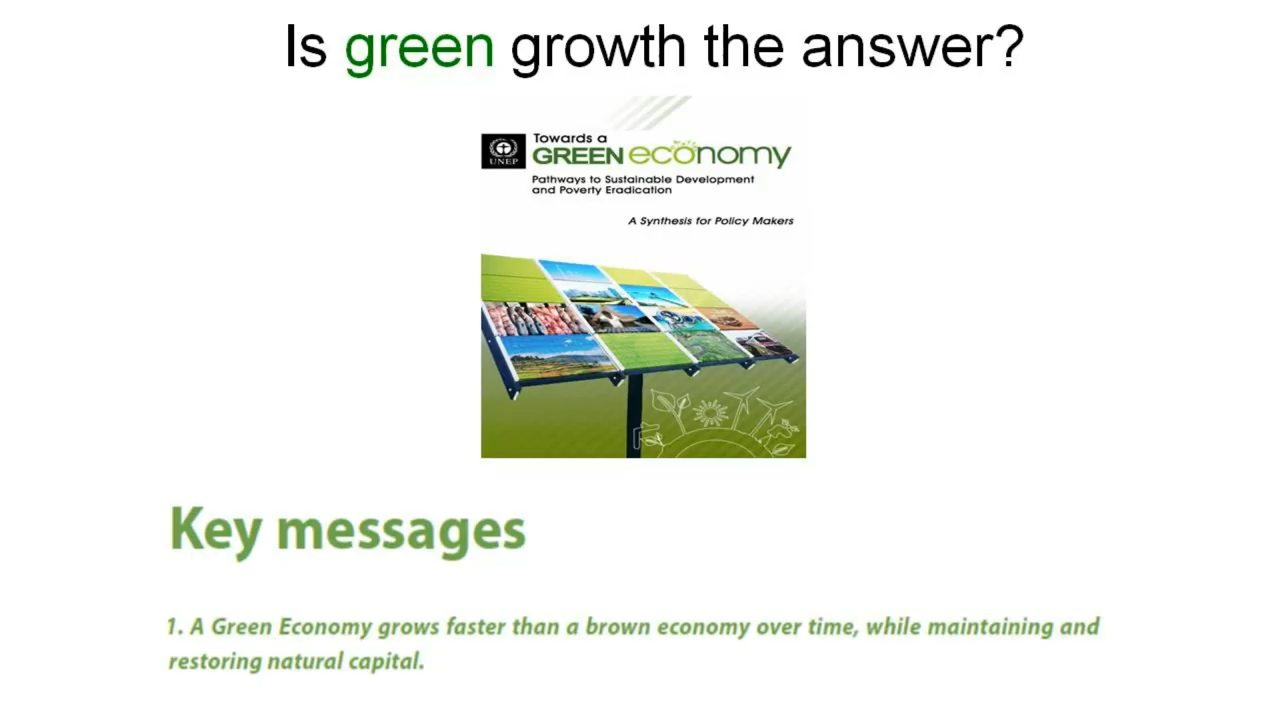 Is green growth the answer?
Towards a
GREEN economy
UNEP
Pathways to Sustainable Development
and Poverty Eradication
A Synthesis for Policy Makers
Key messages
1. A Green Economy grows faster than a brown economy over time, while maintaining and
restoring natural capital.